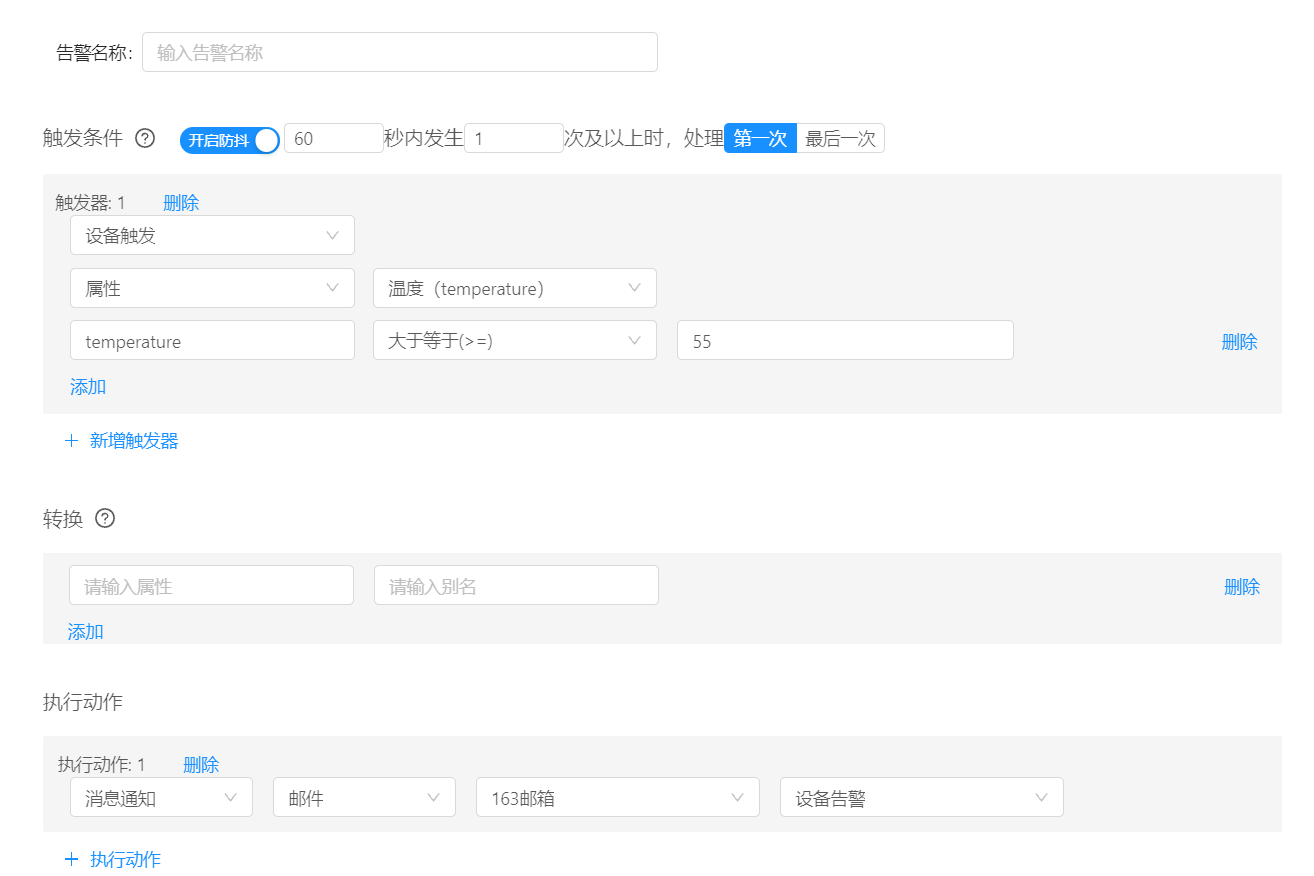 告警名称: 输入告警名称
触发条件 ? 开启防抖 60 秒内发生 1 次及以上时，处理 第一次 最后一次
触发器: 1 删除
设备触发
属性 温度（temperature）
temperature 大于等于(>=) 55 删除
添加
+ 新增触发器
转换 ?
请输入属性 请输入别名 删除
添加
执行动作
执行动作: 1 删除
消息通知 邮件 163邮箱 设备告警
+ 执行动作